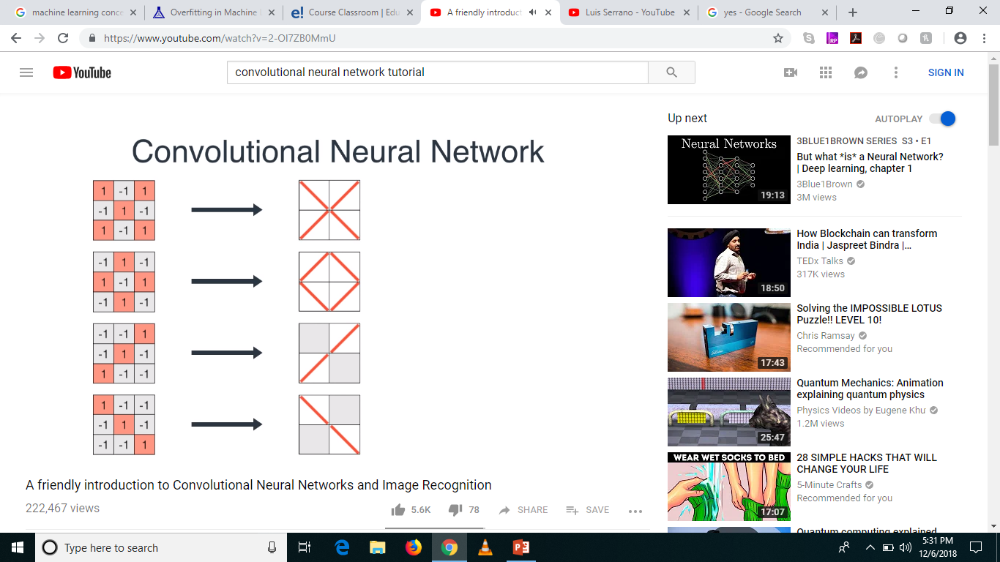 machine learning conce
Overfitting in Machine
Course Classroom | Edu
A friendly introduct
Luis Serrano - YouTube
yes - Google Search
https://www.youtube.com/watch?v=2-Ol7ZB0MmU
YouTube
convolutional neural network tutorial
SIGN IN
Convolutional Neural Network
1 -1 1
-1 1 -1
1 -1 1
-1 1 -1
1 -1 1
-1 1 -1
-1 -1 1
-1 1 -1
1 -1 -1
1 -1 -1
-1 1 -1
-1 -1 1
A friendly introduction to Convolutional Neural Networks and Image Recognition
222,467 views
5.6K
78
SHARE
SAVE
Up next
AUTOPLAY
Neural Networks
19:13
3BLUE1BROWN SERIES S3 • E1
But what *is* a Neural Network?
| Deep learning, chapter 1
3Blue1Brown
3M views
18:50
How Blockchain can transform
India | Jaspreet Bindra |...
TEDx Talks
317K views
17:43
Solving the IMPOSSIBLE LOTUS
Puzzle!! LEVEL 10!
Chris Ramsay
Recommended for you
25:47
Quantum Mechanics: Animation
explaining quantum physics
Physics Videos by Eugene Khu
1.2M views
WEAR WET SOCKS TO BED
17:07
28 SIMPLE HACKS THAT WILL
CHANGE YOUR LIFE
5-Minute Crafts
Recommended for you
Quantum computing explained
Type here to search
5:31 PM
12/6/2018